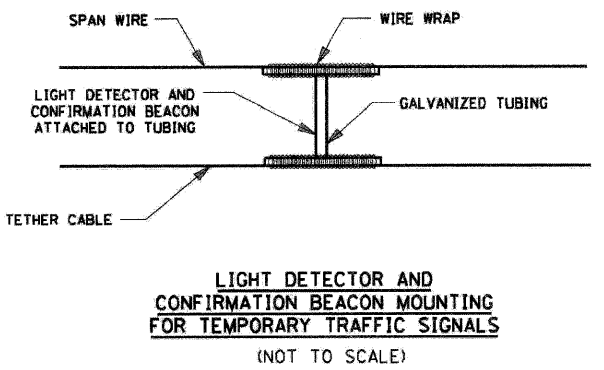 SPAN WIRE
WIRE WRAP
LIGHT DETECTOR AND
CONFIRMATION BEACON
ATTACHED TO TUBING
GALVANIZED TUBING
TETHER CABLE
LIGHT DETECTOR AND
CONFIRMATION BEACON MOUNTING
FOR TEMPORARY TRAFFIC SIGNALS
(NOT TO SCALE)